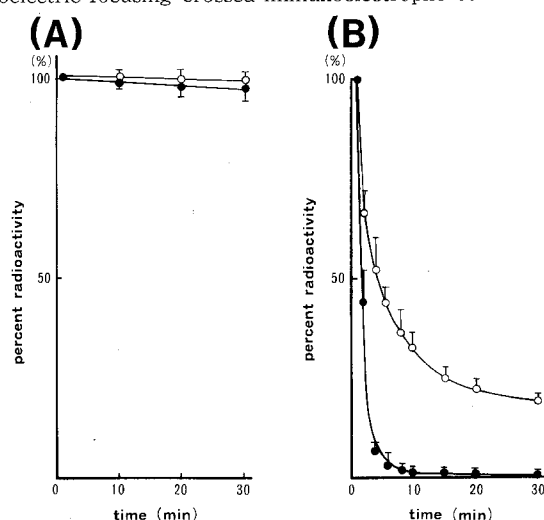 oelectric focusing crossed immunoelectropho
(A)
(%)
100
50
percent radioactivity
0 10 20 30
time (min)
(B)
(%)
100
50
percent radioactivity
0 10 20 30
time (min)